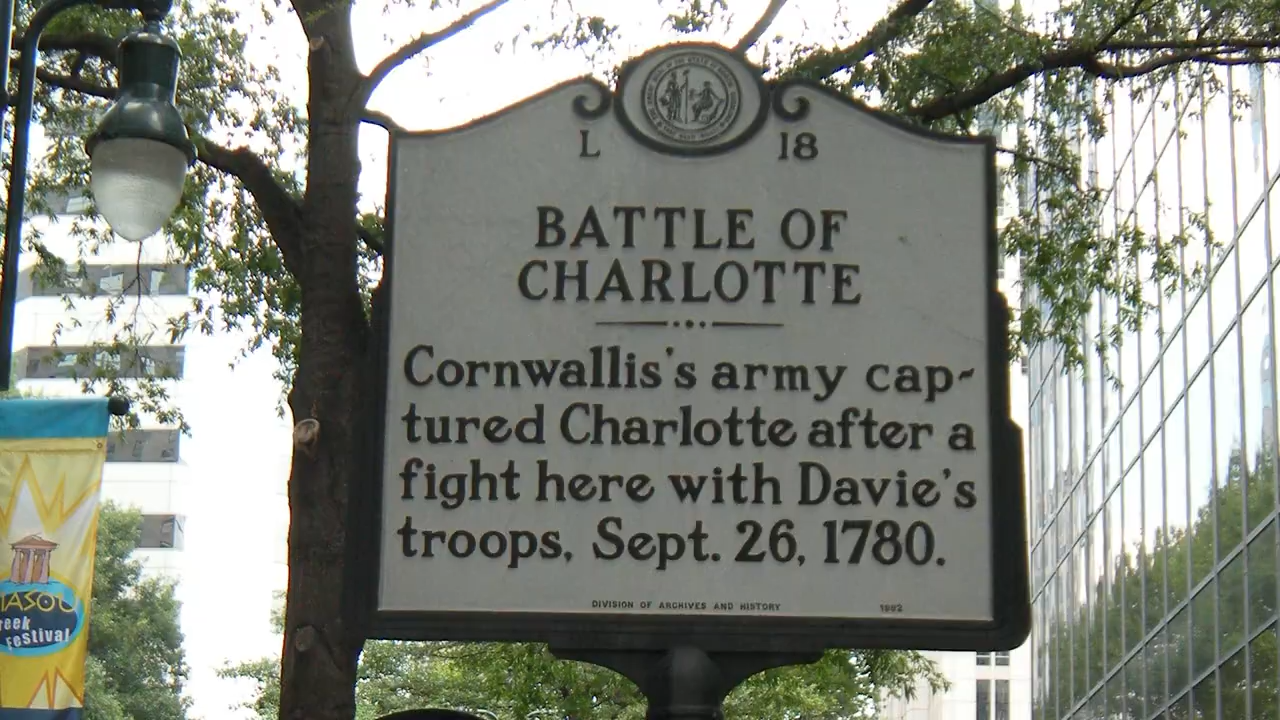 L 18
BATTLE OF
CHARLOTTE
Cornwallis's army cap-
tured Charlotte after a
fight here with Davie's
troops, Sept. 26, 1780.
DIVISION OF ARCHIVES AND HISTORY
IASOU
reek
Festival